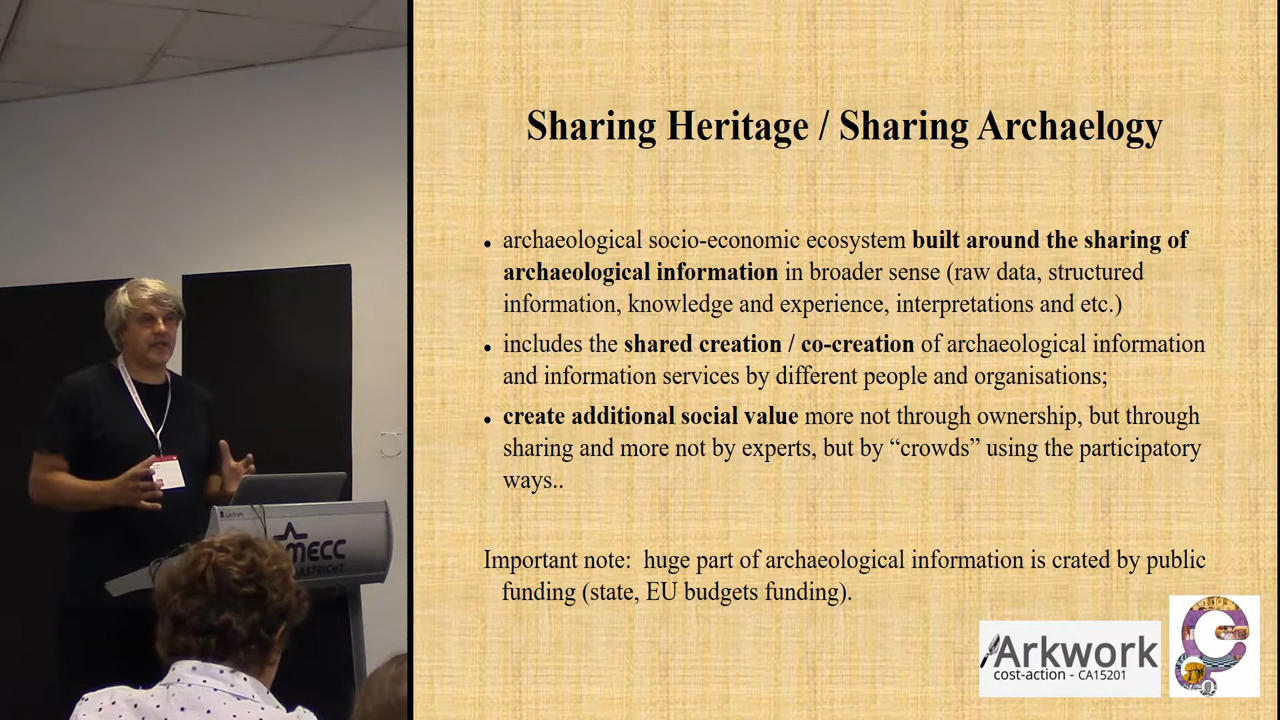 Sharing Heritage / Sharing Archaelogy
• archaeological socio-economic ecosystem built around the sharing of
archaeological information in broader sense (raw data, structured
information, knowledge and experience, interpretations and etc.)
• includes the shared creation / co-creation of archaeological information
and information services by different people and organisations;
• create additional social value more not through ownership, but through
sharing and more not by experts, but by “crowds” using the participatory
ways..
Important note: huge part of archaeological information is crated by public
funding (state, EU budgets funding).
Arkwork
cost-action - CA15201
mecc